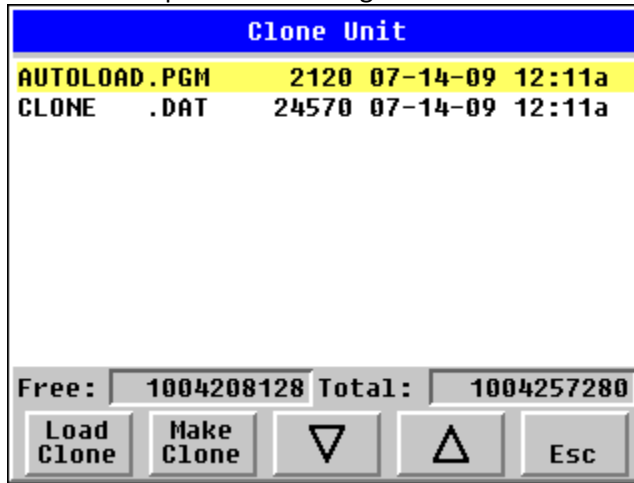 Clone Unit
AUTOLOAD.PGM 2120 07-14-09 12:11a
CLONE .DAT 24570 07-14-09 12:11a
Free: 1004208128 Total: 1004257280
Load Clone Make Clone Esc